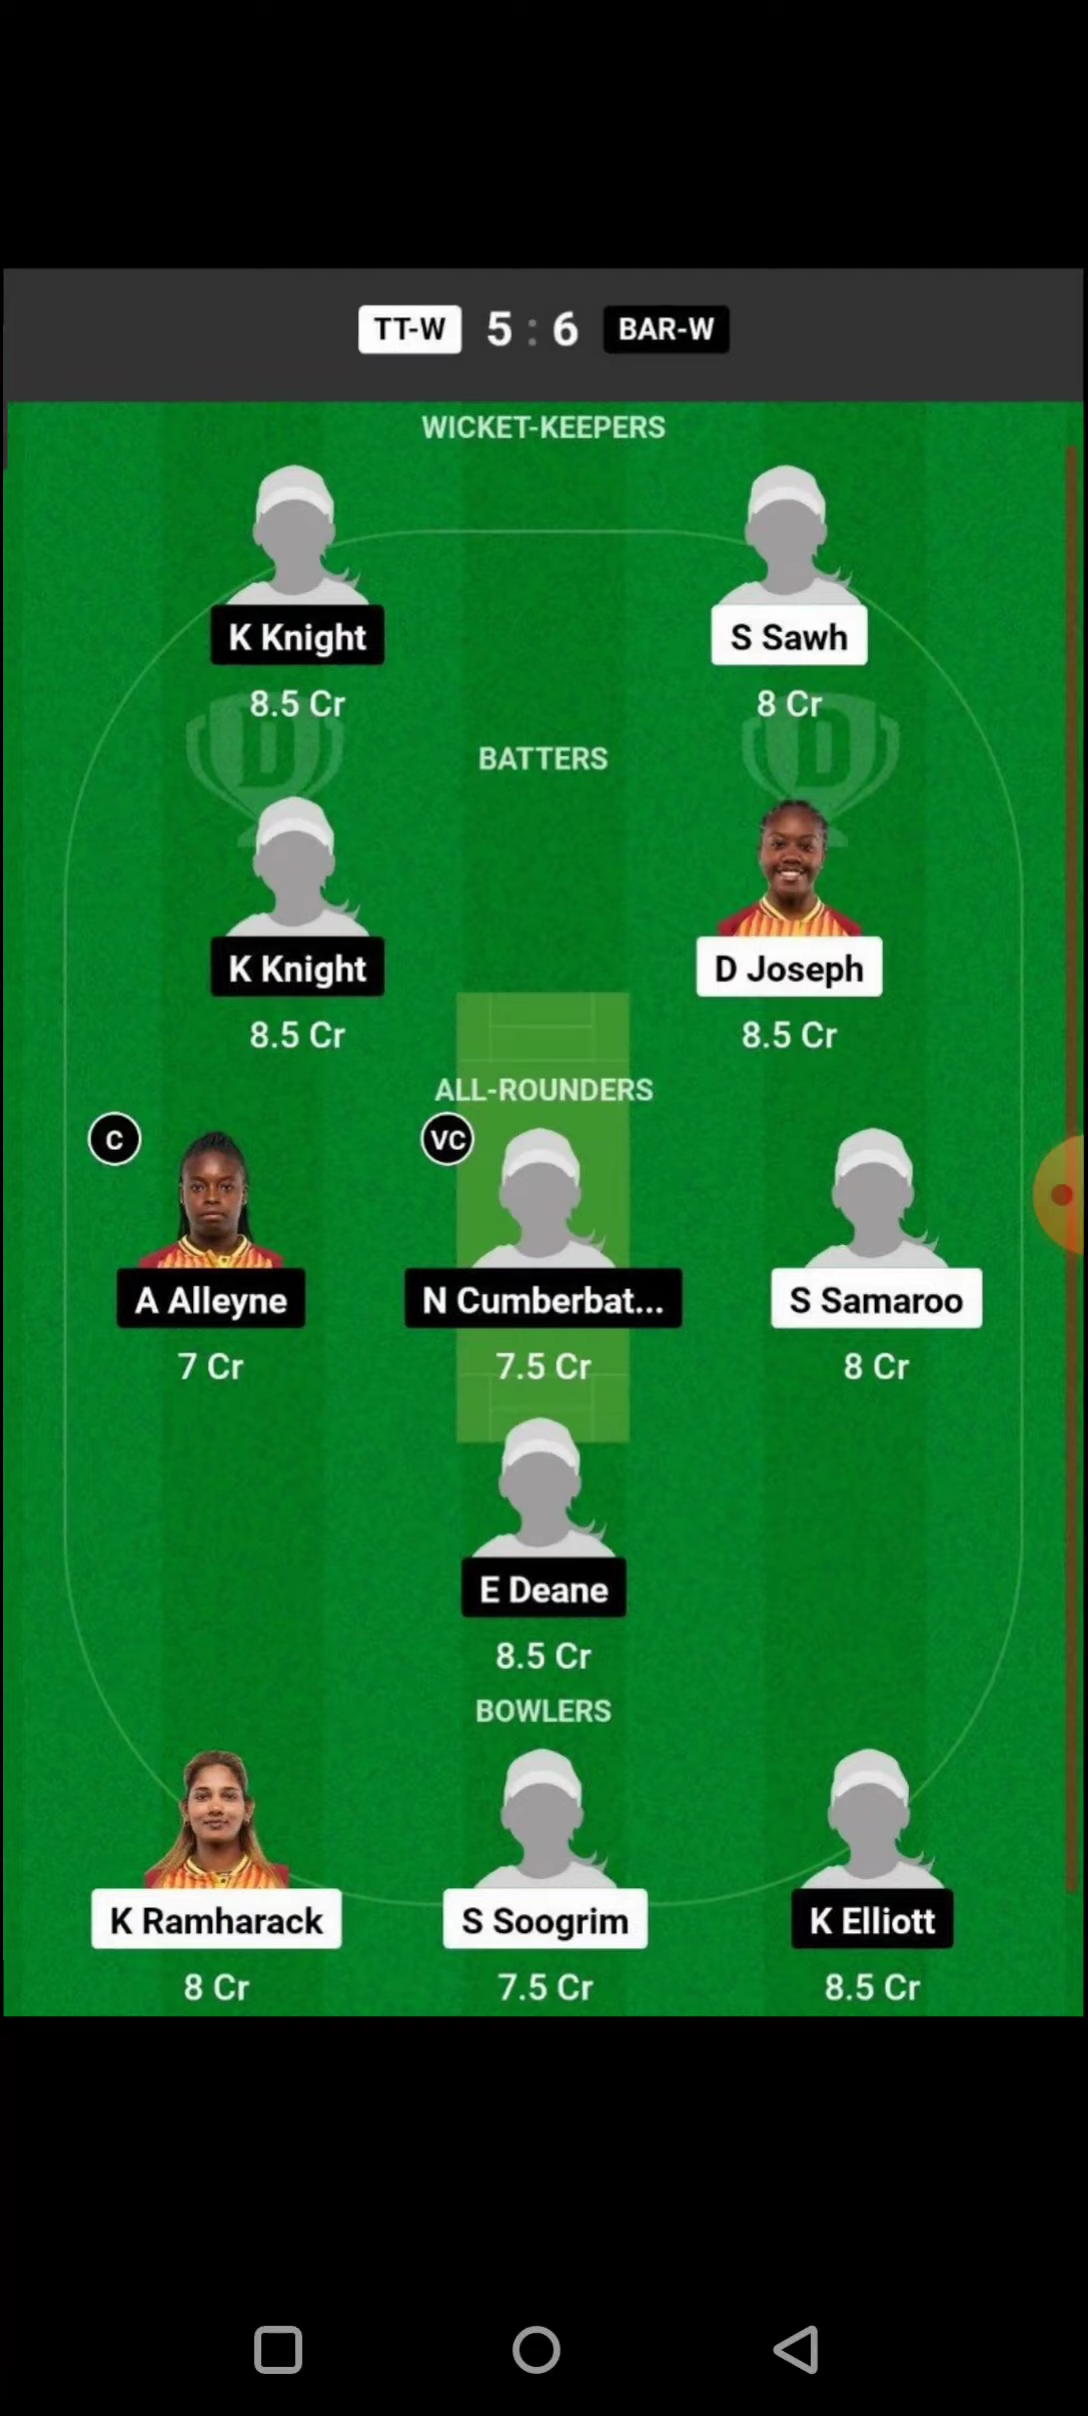 TT-W 5 : 6 BAR-W
WICKET-KEEPERS
K Knight S Sawh
8.5 Cr 8 Cr
BATTERS
K Knight D Joseph
8.5 Cr 8.5 Cr
ALL-ROUNDERS
C VC
A Alleyne N Cumberbat... S Samaroo
7 Cr 7.5 Cr 8 Cr
E Deane
8.5 Cr
BOWLERS
K Ramharack S Soogrim K Elliott
8 Cr 7.5 Cr 8.5 Cr